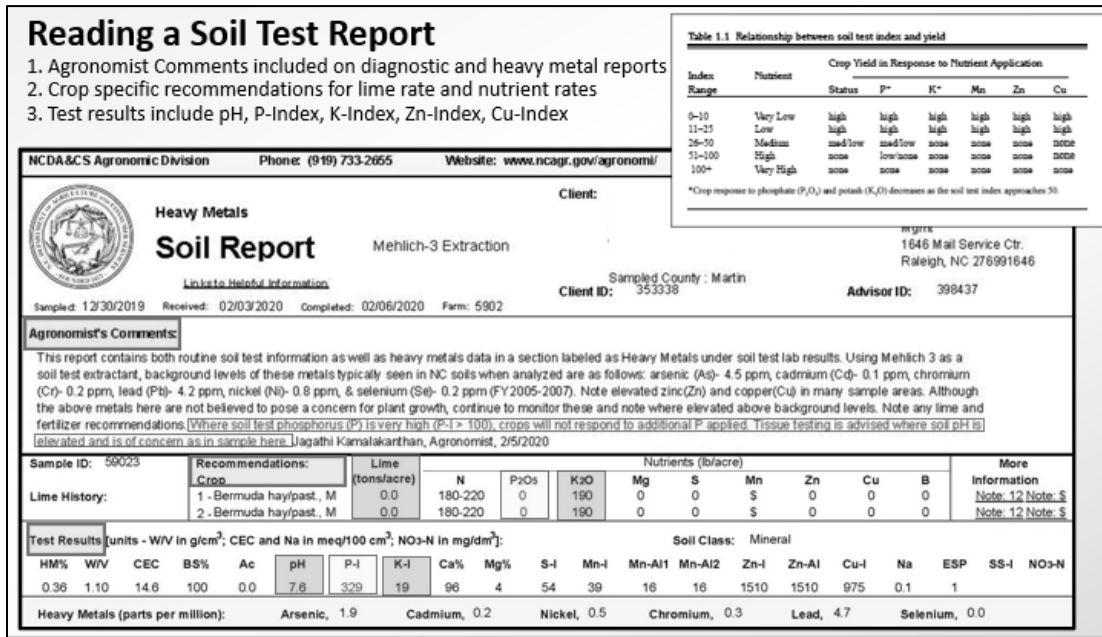 Reading a Soil Test Report
1. Agronomist Comments included on diagnostic and heavy metal reports
2. Crop specific recommendations for lime rate and nutrient rates
3. Test results include pH, P-Index, K-Index, Zn-Index, Cu-Index
Table 1.1 Relationship between soil test index and yield
Crop Yield in Response to Nutrient Application
Index Range Nutrient Status P* K* Mn Zn Cu
0–10 Very Low high high high high high high
11–25 Low high high high high high high
26–50 Medium med/low med/low none none none none
51–100 High none low/none none none none none
100+ Very High none none none none none none
*Crop response to phosphate (P₂O₅) and potash (K₂O) decreases as the soil test index approaches 50.
NCDA&CS Agronomic Division Phone: (919) 733-2655 Website: www.ncagr.gov/agronomi/
Heavy Metals
Soil Report
Mehlich-3 Extraction
Links to Helpful Information
Client:
Mgmt
1646 Mail Service Ctr.
Raleigh, NC 276991646
Sampled County : Martin
Client ID: 353338 Advisor ID: 398437
Sampled: 12/30/2019 Received: 02/03/2020 Completed: 02/06/2020 Farm: 5902
Agronomist's Comments:
This report contains both routine soil test information as well as heavy metals data in a section labeled as Heavy Metals under soil test lab results. Using Mehlich 3 as a
soil test extractant, background levels of these metals typically seen in NC soils when analyzed are as follows: arsenic (As)- 4.5 ppm, cadmium (Cd)- 0.1 ppm, chromium
(Cr)- 0.2 ppm, lead (Pb)- 4.2 ppm, nickel (Ni)- 0.8 ppm, & selenium (Se)- 0.2 ppm (FY2005-2007). Note elevated zinc(Zn) and copper(Cu) in many sample areas. Although
the above metals here are not believed to pose a concern for plant growth, continue to monitor these and note where elevated above background levels. Note any lime and
fertilizer recommendations. Where soil test phosphorus (P) is very high (P-I > 100), crops will not respond to additional P applied. Tissue testing is advised where soil pH is
elevated and is of concern as in sample here. Jagathi Kamalakanthan, Agronomist, 2/5/2020
Sample ID: 59023 Recommendations: Lime Nutrients (lb/acre) More
Crop (tons/acre) N P2O5 K2O Mg S Mn Zn Cu B Information
Lime History: 1 - Bermuda hay/past., M 0.0 180-220 0 190 0 0 $ 0 0 0 Note: 12 Note: $
2 - Bermuda hay/past., M 0.0 180-220 0 190 0 0 $ 0 0 0 Note: 12 Note: $
Test Results [units - W/V in g/cm³; CEC and Na in meq/100 cm³; NO3-N in mg/dm³]: Soil Class: Mineral
HM% W/V CEC BS% Ac pH P-I K-I Ca% Mg% S-I Mn-I Mn-AI1 Mn-AI2 Zn-I Zn-AI Cu-I Na ESP SS-I NO3-N
0.36 1.10 14.6 100 0.0 7.6 329 19 96 4 54 39 16 16 1510 1510 975 0.1 1
Heavy Metals (parts per million): Arsenic, 1.9 Cadmium, 0.2 Nickel, 0.5 Chromium, 0.3 Lead, 4.7 Selenium, 0.0